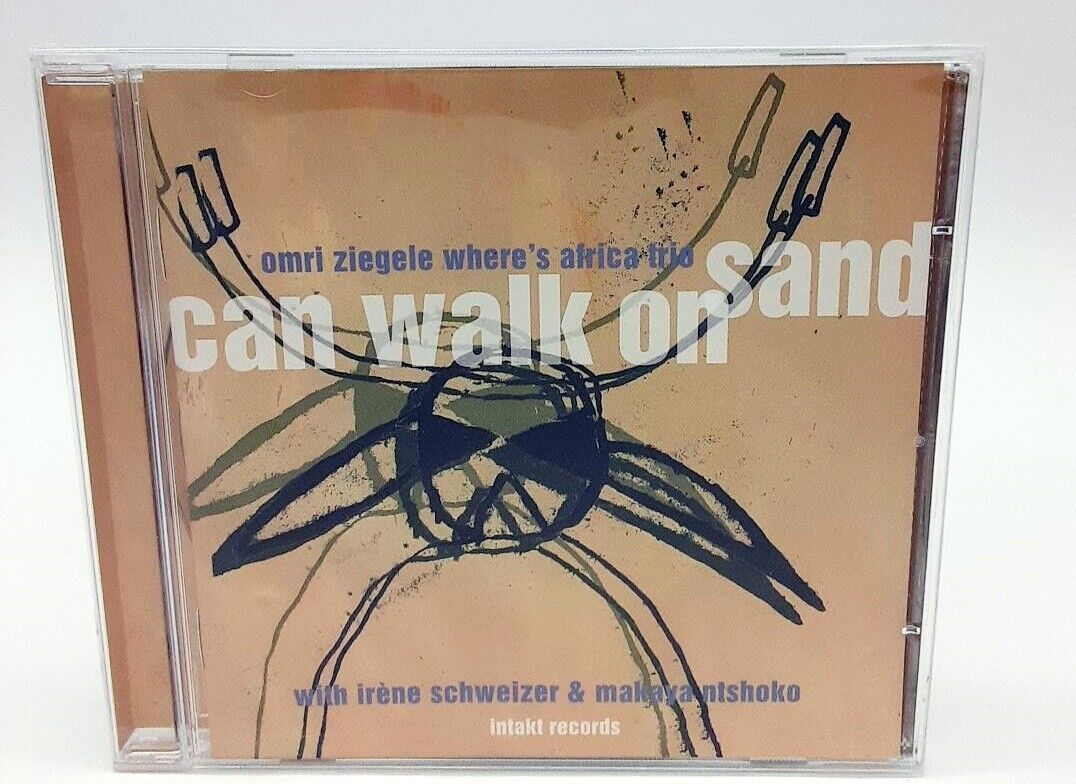 omri ziegele where's africa trio
can walk on sand
with irène schweizer & makaya ntshoko
intakt records